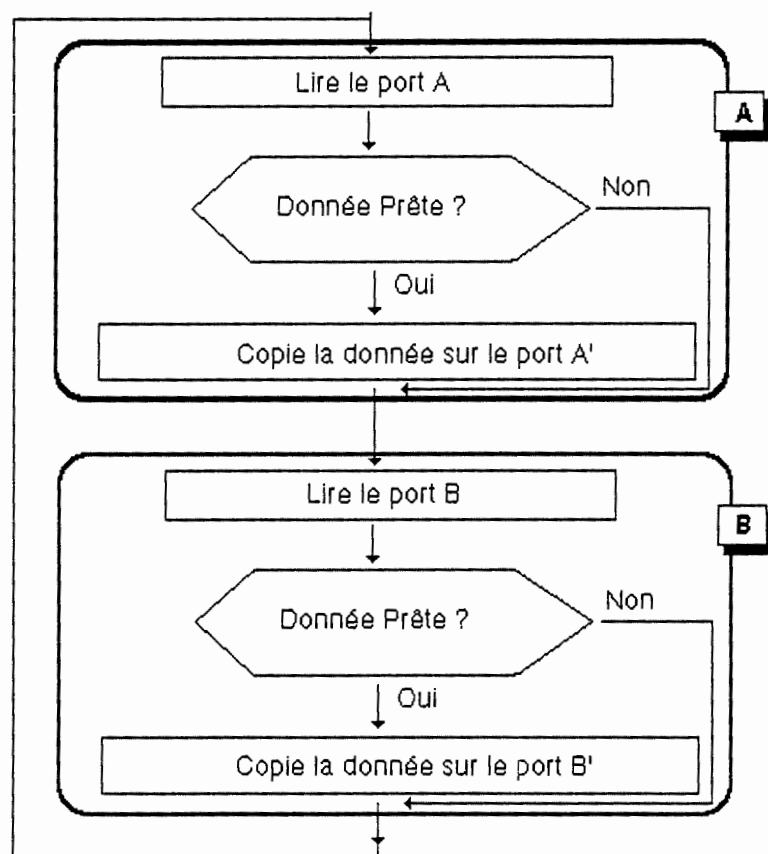 Lire le port A
A
Donnée Prête ?
Non
Oui
Copie la donnée sur le port A'
Lire le port B
B
Donnée Prête ?
Non
Oui
Copie la donnée sur le port B'